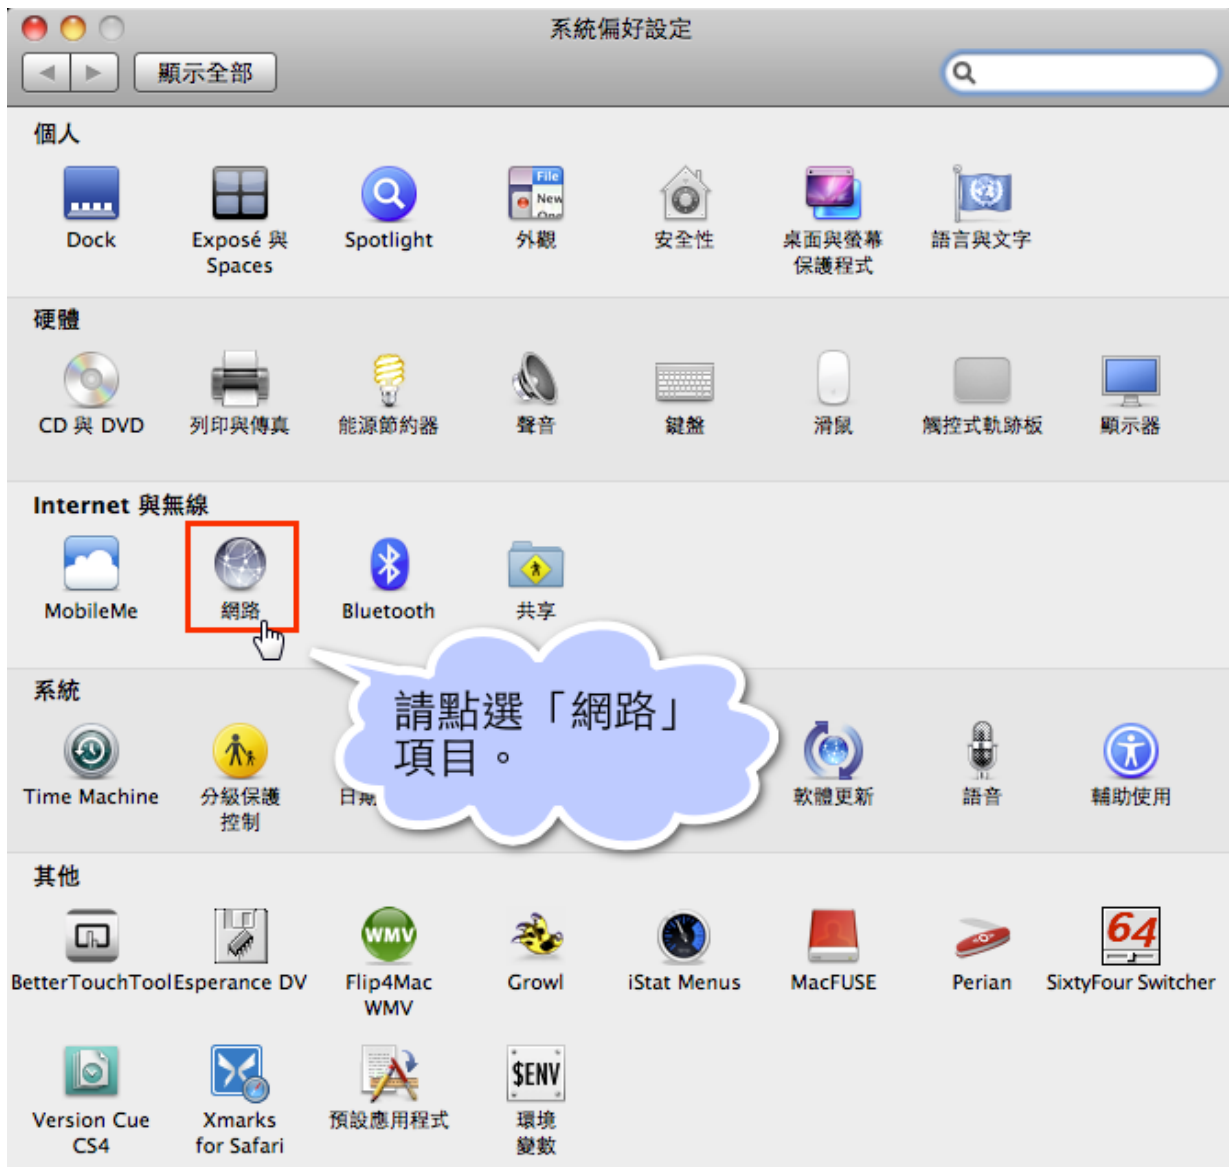 系統偏好設定
顯示全部
個人
Dock
Exposé 與
Spaces
Spotlight
File
New
外觀
安全性
桌面與螢幕
保護程式
語言與文字
硬體
CD 與 DVD
列印與傳真
能源節約器
聲音
鍵盤
滑鼠
觸控式軌跡板
顯示器
Internet 與無線
MobileMe
網路
Bluetooth
共享
請點選「網路」
項目。
系統
Time Machine
分級保護
控制
日期
軟體更新
語音
輔助使用
其他
BetterTouchTool
Esperance DV
WMV
Flip4Mac
WMV
Growl
iStat Menus
MacFUSE
Perian
64
SixtyFour Switcher
Version Cue
CS4
Xmarks
for Safari
預設應用程式
$ENV
環境
變數